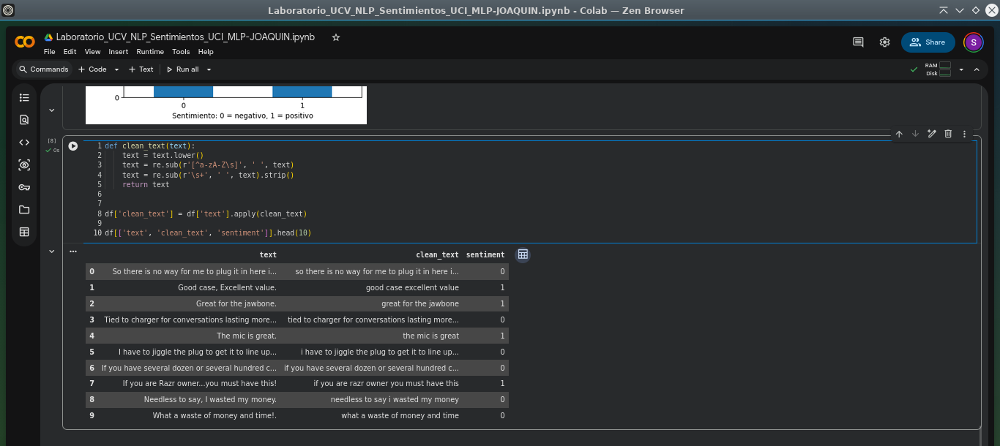 Laboratorio_UCV_NLP_Sentimientos_UCI_MLP-JOAQUIN.ipynb - Colab — Zen Browser
Laboratorio_UCV_NLP_Sentimientos_UCI_MLP-JOAQUIN.ipynb
File Edit View Insert Runtime Tools Help
Share
S
Commands + Code + Text Run all
RAM
Disk
0
0 1
Sentimiento: 0 = negativo, 1 = positivo
[8]
0s
1 def clean_text(text):
2     text = text.lower()
3     text = re.sub(r'[^a-zA-Z\s]', ' ', text)
4     text = re.sub(r'\s+', ' ', text).strip()
5     return text
6
7
8 df['clean_text'] = df['text'].apply(clean_text)
9
10 df[['text', 'clean_text', 'sentiment']].head(10)
text clean_text sentiment
0 So there is no way for me to plug it in here i... so there is no way for me to plug it in here i... 0
1 Good case, Excellent value. good case excellent value 1
2 Great for the jawbone. great for the jawbone 1
3 Tied to charger for conversations lasting more... tied to charger for conversations lasting more... 0
4 The mic is great. the mic is great 1
5 I have to jiggle the plug to get it to line up... i have to jiggle the plug to get it to line up... 0
6 If you have several dozen or several hundred c... if you have several dozen or several hundred c... 0
7 If you are Razr owner...you must have this! if you are razr owner you must have this 1
8 Needless to say, I wasted my money. needless to say i wasted my money 0
9 What a waste of money and time!. what a waste of money and time 0